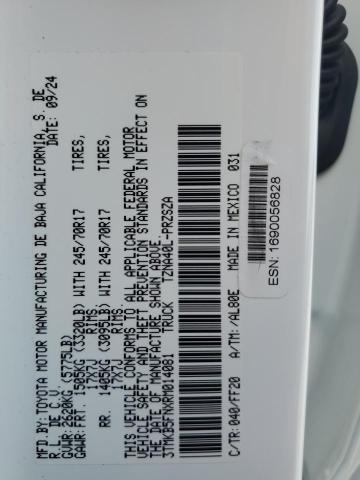 MFD. BY: TOYOTA MOTOR MANUFACTURING DE BAJA CALIFORNIA, S. DE
R. L. DE C. V. DATE: 09/24
GVWR: 2620KG (5775LB)
GAWR: FRT. 1505KG (3320LB) WITH 245/70R17 TIRES,
17X7J RIMS
RR. 1405KG (3095LB) WITH 245/70R17 TIRES,
17X7J RIMS.
THIS VEHICLE CONFORMS TO ALL APPLICABLE FEDERAL MOTOR
VEHICLE SAFETY AND THEFT PREVENTION STANDARDS IN EFFECT ON
THE DATE OF MANUFACTURE SHOWN ABOVE.
3TMKB5FNXRM014081 TRUCK TZNA40L-PRZSZA
C/TR: 040/FF20 A/TM: /AL80E MADE IN MEXICO 031
ESN: 1690056828